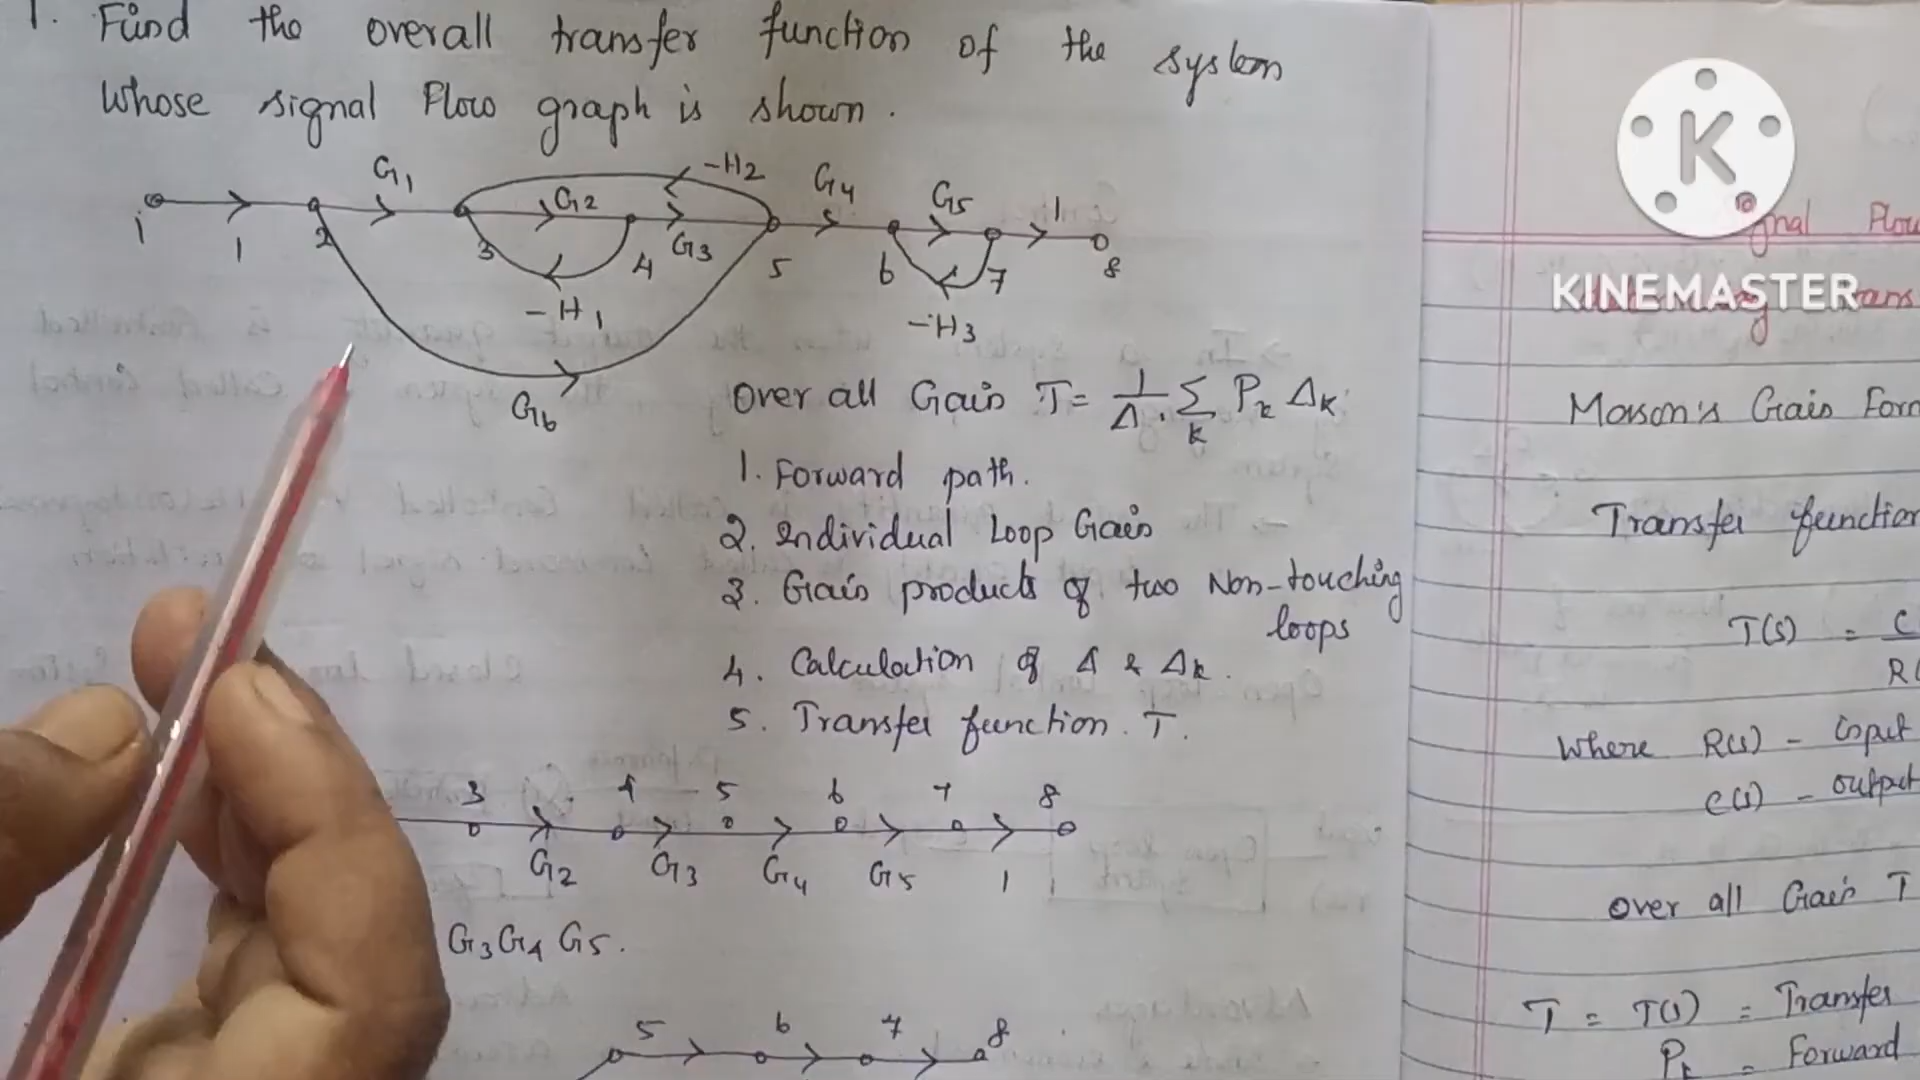 1. Find the overall transfer function of the system
whose signal Flow graph is shown.
G1 G2 -H2 G4 G5 1
1 1 2 3 4 G3 5 6 7 8
-H1 -H3
G6
Over all Gain T = 1/Δ . Σ Pk Δk
k
1. Forward path.
2. Individual Loop Gain
3. Gain products of two Non-touching
loops
4. Calculation of Δ & Δk.
5. Transfer function. T.
3 4 5 6 7 8
G2 G3 G4 G5 1
G3G4 G5.
5 6 7 8
K
KINEMASTER
Mason's Gain Form
Transfer function
T(s) = C
R(
Where R(s) - input
C(s) - output
Over all Gain T
T = T(s) = Transfer
Pk = Forward